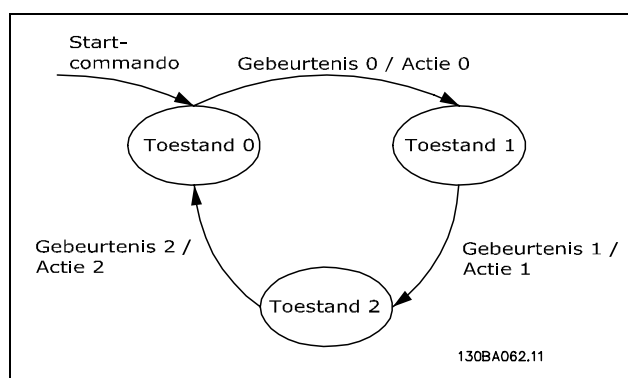 Start-
commando
Gebeurtenis 0 / Actie 0
Toestand 0
Toestand 1
Gebeurtenis 2 /
Actie 2
Gebeurtenis 1 /
Actie 1
Toestand 2
130BA062.11